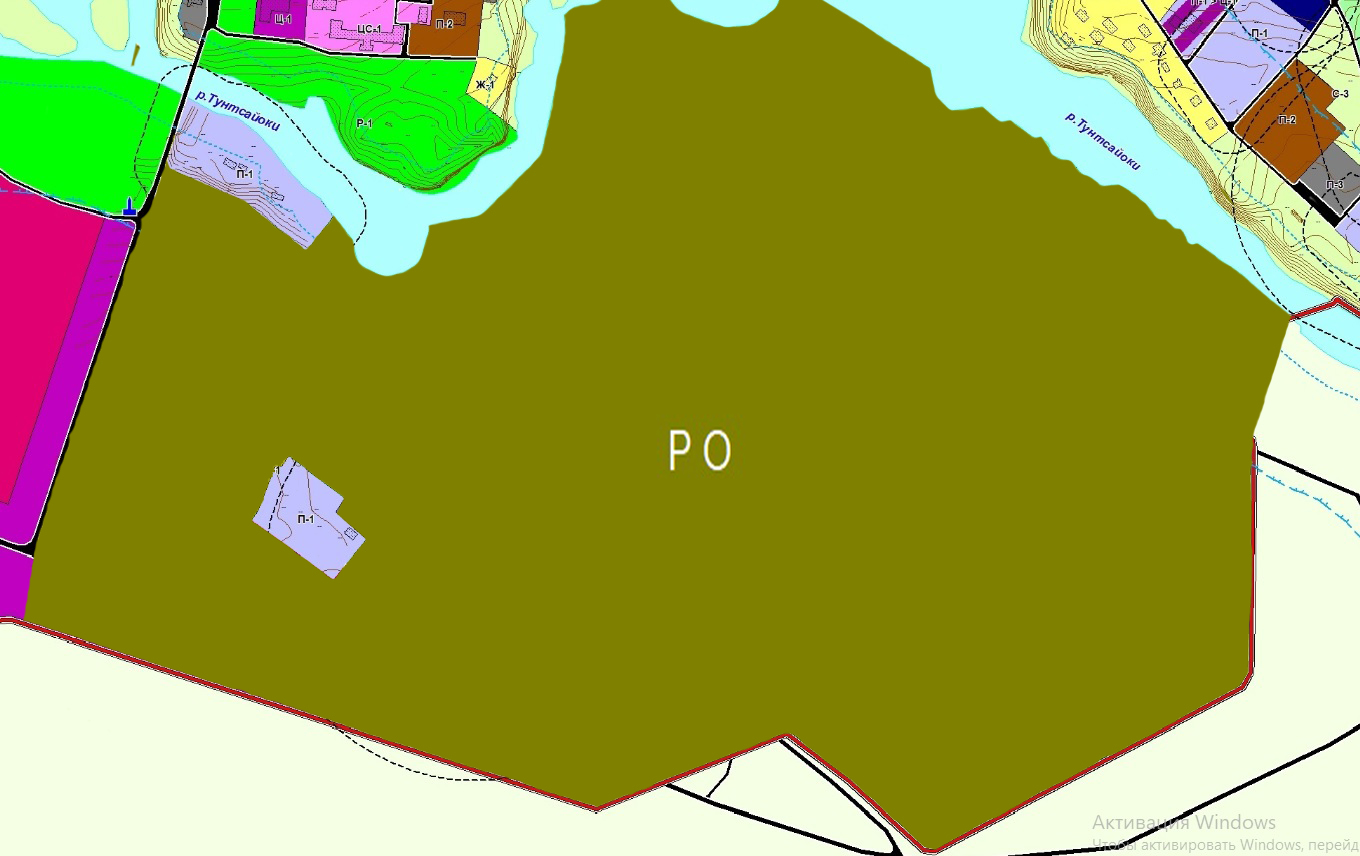 Ц-1
ЦС-1
П-2
Ж-1
р.Тунтсайоки
Р-1
П-1
П-1
П-2
С-3
П-3
р.Тунтсайоки
Р О
1
П-1
Активация Windows
Чтобы активировать Windows, перейд